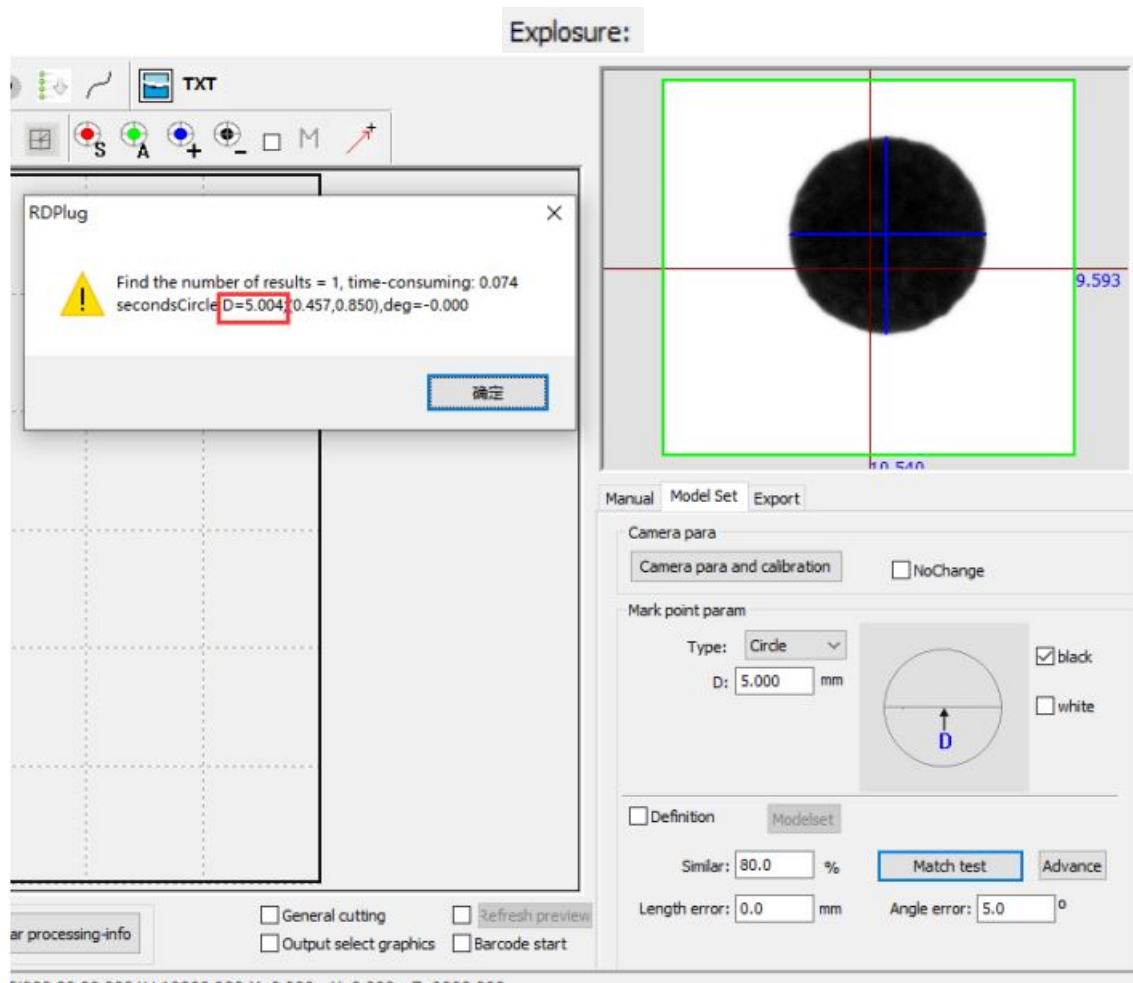 Explosure:
TXT
S A M
RDPlug
Find the number of results = 1, time-consuming: 0.074
secondsCircle D=5.004;(0.457,0.850),deg=-0.000
确定
9.593
10.540
Manual Model Set Export
Camera para
Camera para and calibration NoChange
Mark point param
Type: Circle black
D: 5.000 mm
white
D
Definition Modelset
Similar: 80.0 % Match test Advance
Length error: 0.0 mm Angle error: 5.0 °
General cutting Refresh preview
ar processing-info
Output select graphics Barcode start